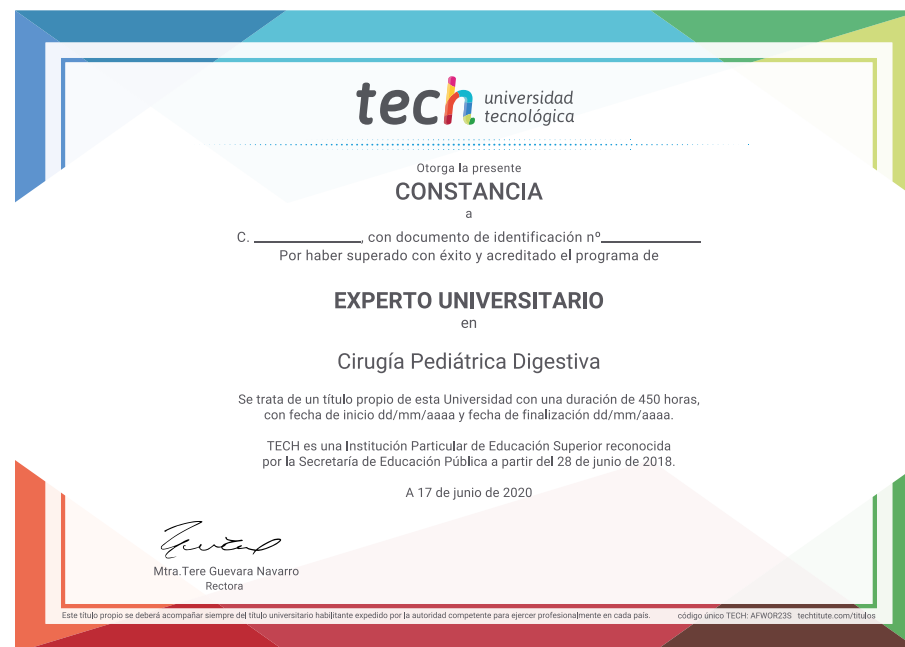 tech universidad
tecnológica
Otorga la presente
CONSTANCIA
a
C. ____________, con documento de identificación nº___________
Por haber superado con éxito y acreditado el programa de
EXPERTO UNIVERSITARIO
en
Cirugía Pediátrica Digestiva
Se trata de un título propio de esta Universidad con una duración de 450 horas,
con fecha de inicio dd/mm/aaaa y fecha de finalización dd/mm/aaaa.
TECH es una Institución Particular de Educación Superior reconocida
por la Secretaría de Educación Pública a partir del 28 de junio de 2018.
A 17 de junio de 2020
Mtra.Tere Guevara Navarro
Rectora
Este título propio se deberá acompañar siempre del título universitario habilitante expedido por la autoridad competente para ejercer profesionalmente en cada país. código único TECH: AFWOR23S techtitute.com/titulos